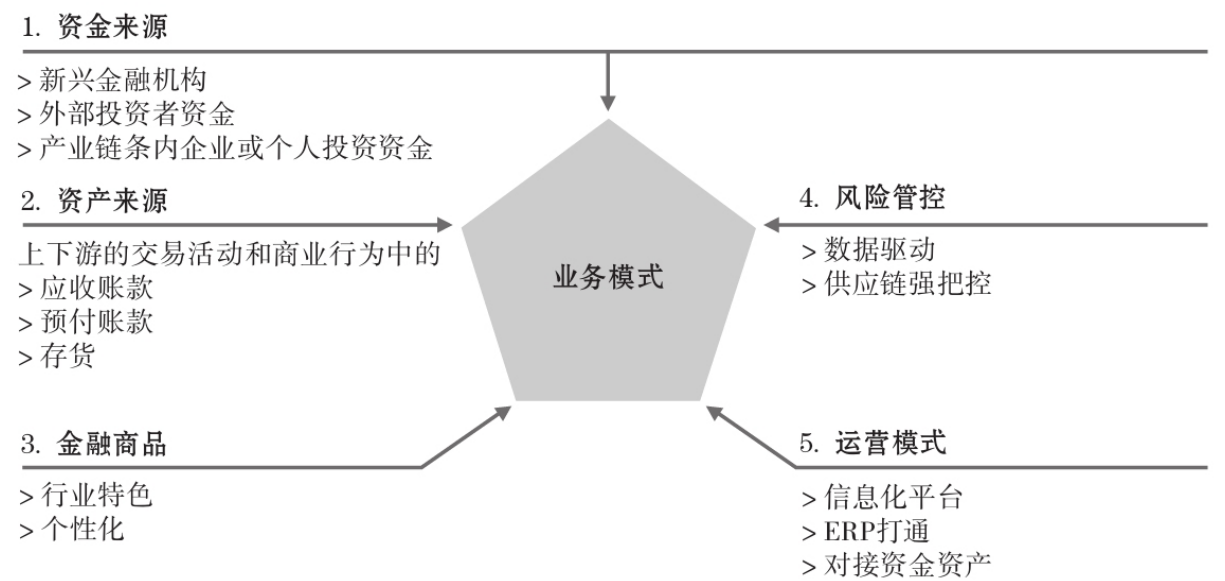 1. 资金来源
> 新兴金融机构
> 外部投资者资金
> 产业链条内企业或个人投资资金
2. 资产来源
上下游的交易活动和商业行为中的
> 应收账款
> 预付账款
> 存货
3. 金融商品
> 行业特色
> 个性化
业务模式
4. 风险管控
> 数据驱动
> 供应链强把控
5. 运营模式
> 信息化平台
> ERP打通
> 对接资金资产